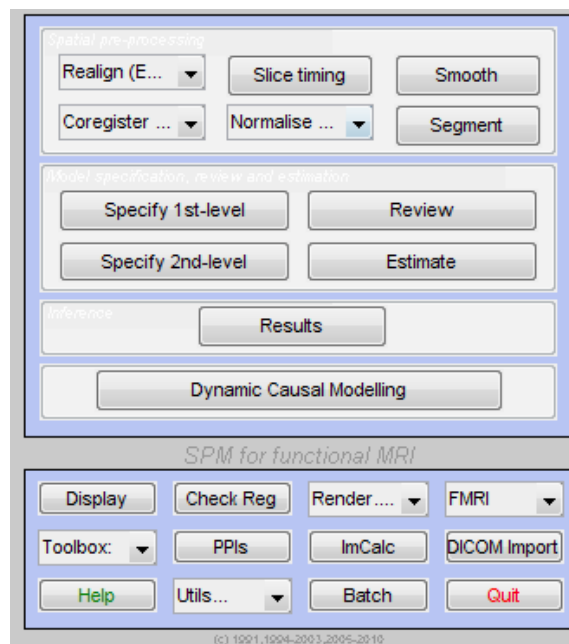 Spatial pre-processing
Realign (E...
Slice timing
Smooth
Coregister ...
Normalise ...
Segment
Model specification, review and estimation
Specify 1st-level
Review
Specify 2nd-level
Estimate
Inference
Results
Dynamic Causal Modelling
SPM for functional MRI
Display
Check Reg
Render....
FMRI
Toolbox:
PPIs
ImCalc
DICOM Import
Help
Utils...
Batch
Quit
(c) 1991,1994-2003,2005-2010